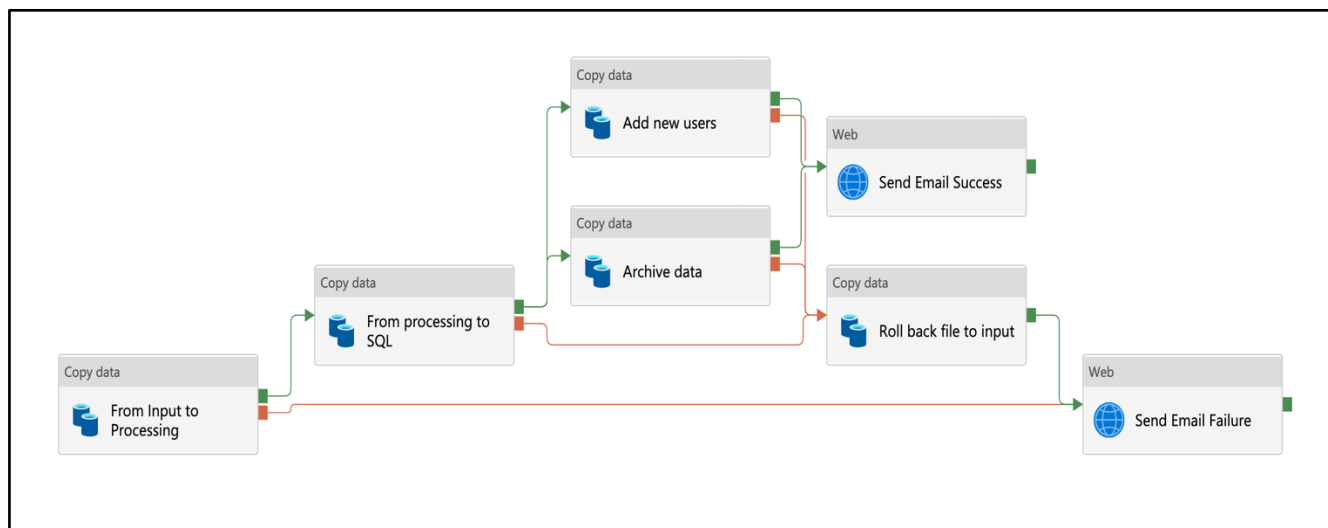 Copy data
Add new users
Web
Send Email Success
Copy data
Archive data
Copy data
From processing to
SQL
Copy data
Roll back file to input
Copy data
From Input to
Processing
Web
Send Email Failure